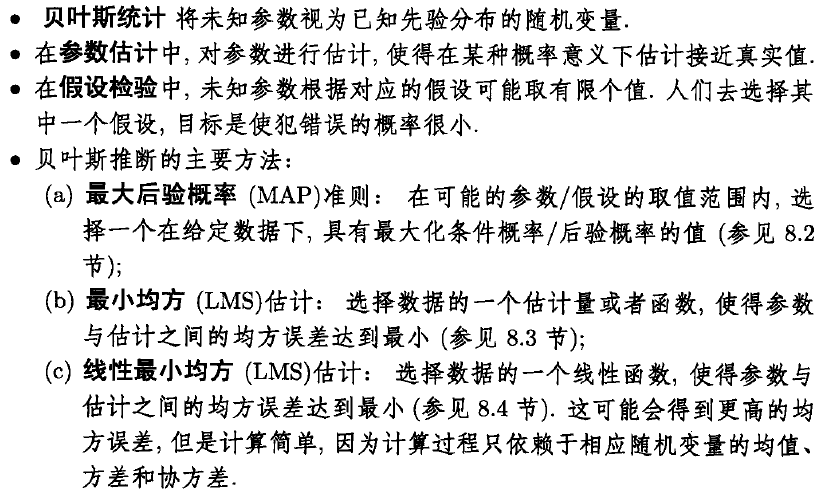 • 贝叶斯统计 将未知参数视为已知先验分布的随机变量.
• 在参数估计中, 对参数进行估计, 使得在某种概率意义下估计接近真实值.
• 在假设检验中, 未知参数根据对应的假设可能取有限个值. 人们去选择其
中一个假设, 目标是使犯错误的概率很小.
• 贝叶斯推断的主要方法:
(a) 最大后验概率 (MAP)准则: 在可能的参数/假设的取值范围内, 选
择一个在给定数据下, 具有最大化条件概率/后验概率的值 (参见 8.2
节);
(b) 最小均方 (LMS)估计: 选择数据的一个估计量或者函数, 使得参数
与估计之间的均方误差达到最小 (参见 8.3 节);
(c) 线性最小均方 (LMS)估计: 选择数据的一个线性函数, 使得参数与
估计之间的均方误差达到最小 (参见 8.4 节). 这可能会得到更高的均
方误差, 但是计算简单, 因为计算过程只依赖于相应随机变量的均值、
方差和协方差.